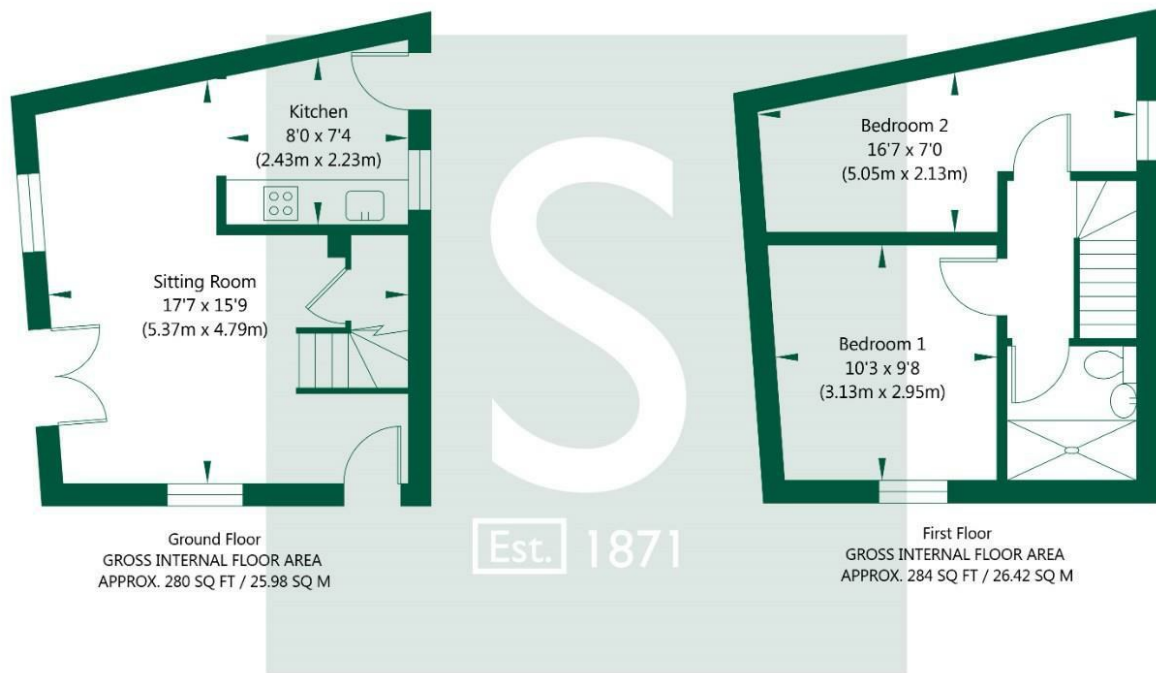 Kitchen
8'0 x 7'4
(2.43m x 2.23m)
Sitting Room
17'7 x 15'9
(5.37m x 4.79m)
Ground Floor
GROSS INTERNAL FLOOR AREA
APPROX. 280 SQ FT / 25.98 SQ M
S
Est. 1871
Bedroom 2
16'7 x 7'0
(5.05m x 2.13m)
Bedroom 1
10'3 x 9'8
(3.13m x 2.95m)
First Floor
GROSS INTERNAL FLOOR AREA
APPROX. 284 SQ FT / 26.42 SQ M